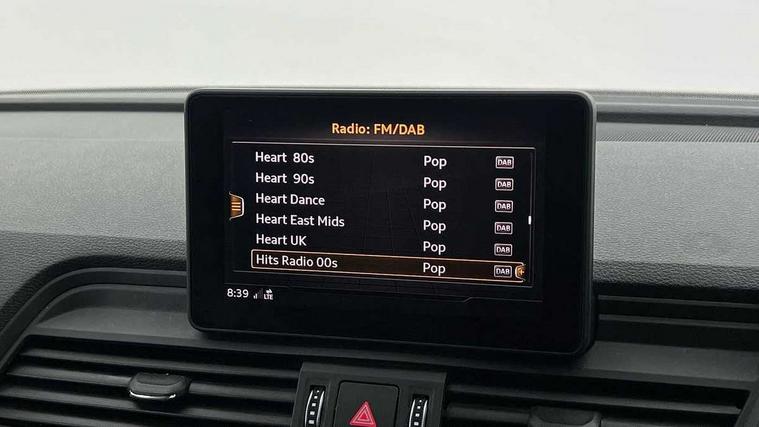 Radio: FM/DAB
Heart 80s Pop DAB
Heart 90s Pop DAB
Heart Dance Pop DAB
Heart East Mids Pop DAB
Heart UK Pop DAB
Hits Radio 00s Pop DAB
8:39 LTE